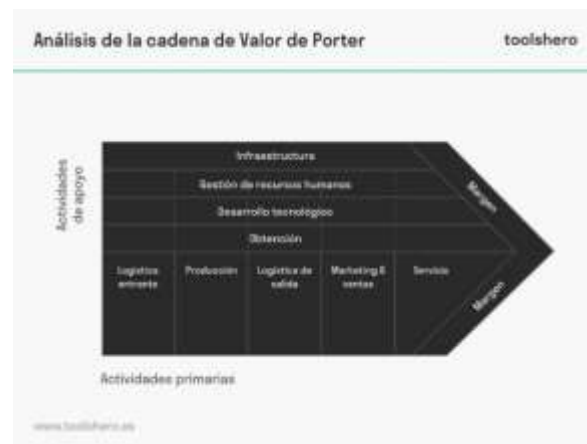 Análisis de la cadena de Valor de Porter
toolshero
Actividades
de apoyo
Infraestructura
Gestión de recursos humanos
Desarrollo tecnológico
Obtención
Logística
entrante
Producción
Logística de
salida
Marketing &
ventas
Servicio
Margen
Margen
Actividades primarias
www.toolshero.es